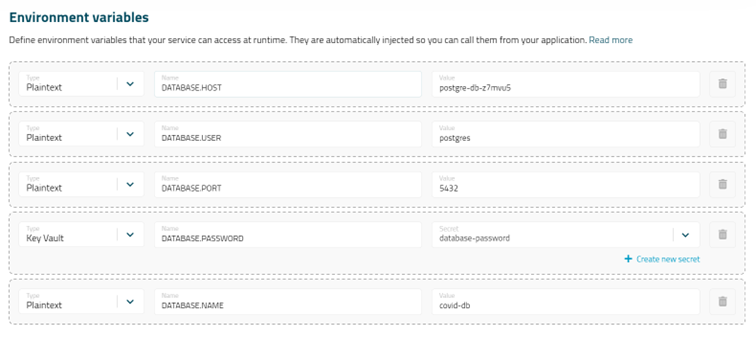 Environment variables
Define environment variables that your service can access at runtime. They are automatically injected so you can call them from your application. Read more
Type Name Value
Plaintext DATABASE.HOST postgre-db-z7mvu5
Type Name Value
Plaintext DATABASE.USER postgres
Type Name Value
Plaintext DATABASE.PORT 5432
Type Name Secret
Key Vault DATABASE.PASSWORD database-password
+ Create new secret
Type Name Value
Plaintext DATABASE.NAME covid-db